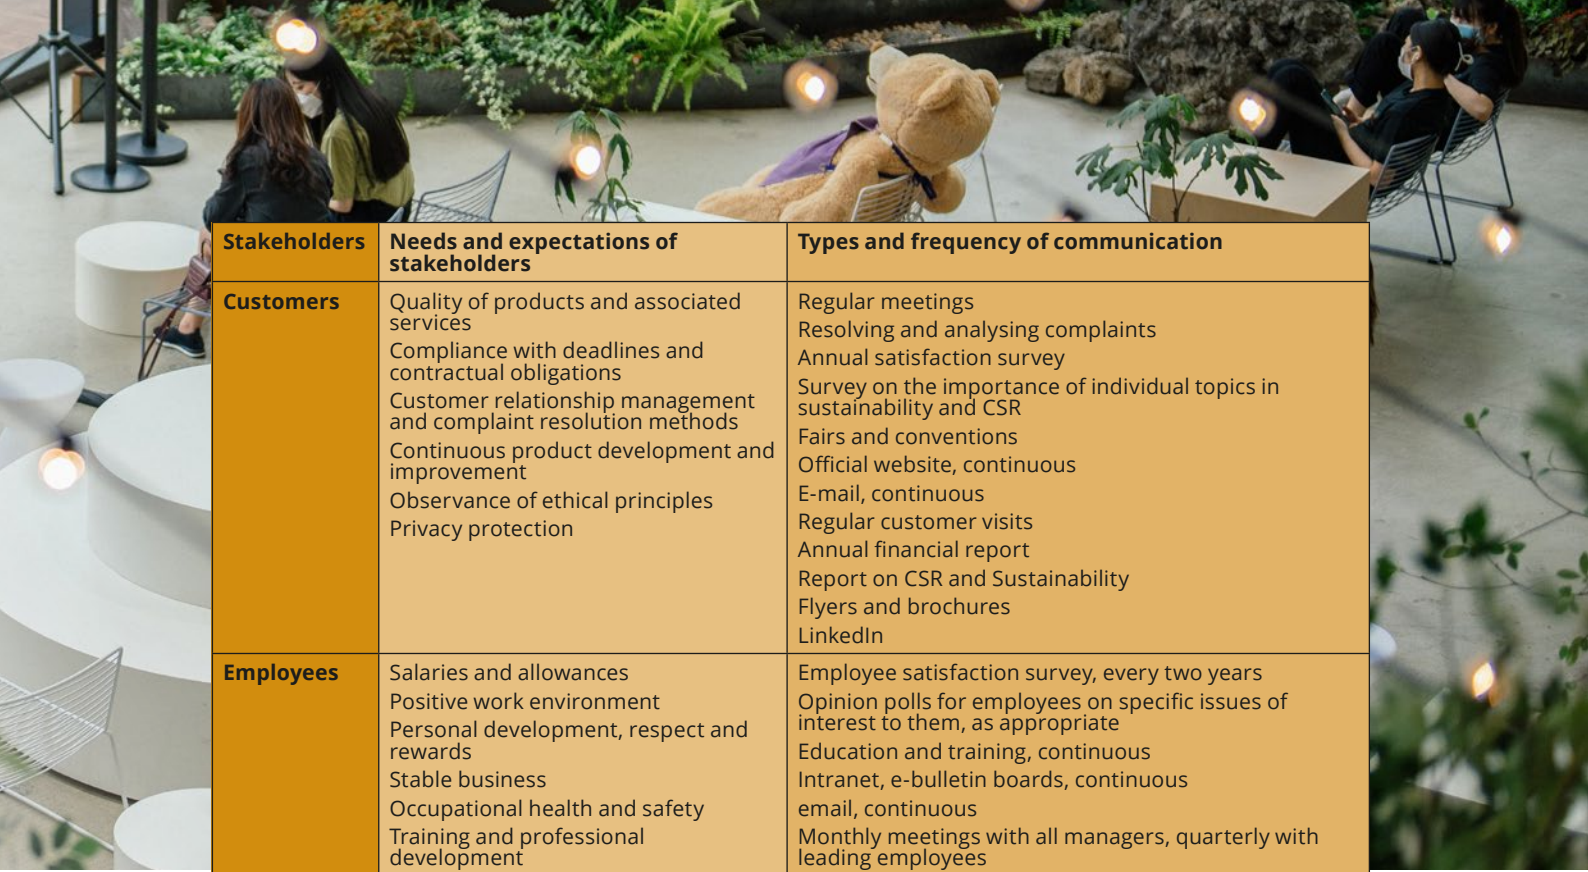 Stakeholders
Needs and expectations of
stakeholders
Types and frequency of communication
Customers
Quality of products and associated
services
Compliance with deadlines and
contractual obligations
Customer relationship management
and complaint resolution methods
Continuous product development and
improvement
Observance of ethical principles
Privacy protection
Regular meetings
Resolving and analysing complaints
Annual satisfaction survey
Survey on the importance of individual topics in
sustainability and CSR
Fairs and conventions
Official website, continuous
E-mail, continuous
Regular customer visits
Annual financial report
Report on CSR and Sustainability
Flyers and brochures
LinkedIn
Employees
Salaries and allowances
Positive work environment
Personal development, respect and
rewards
Stable business
Occupational health and safety
Training and professional
development
Employee satisfaction survey, every two years
Opinion polls for employees on specific issues of
interest to them, as appropriate
Education and training, continuous
Intranet, e-bulletin boards, continuous
email, continuous
Monthly meetings with all managers, quarterly with
leading employees